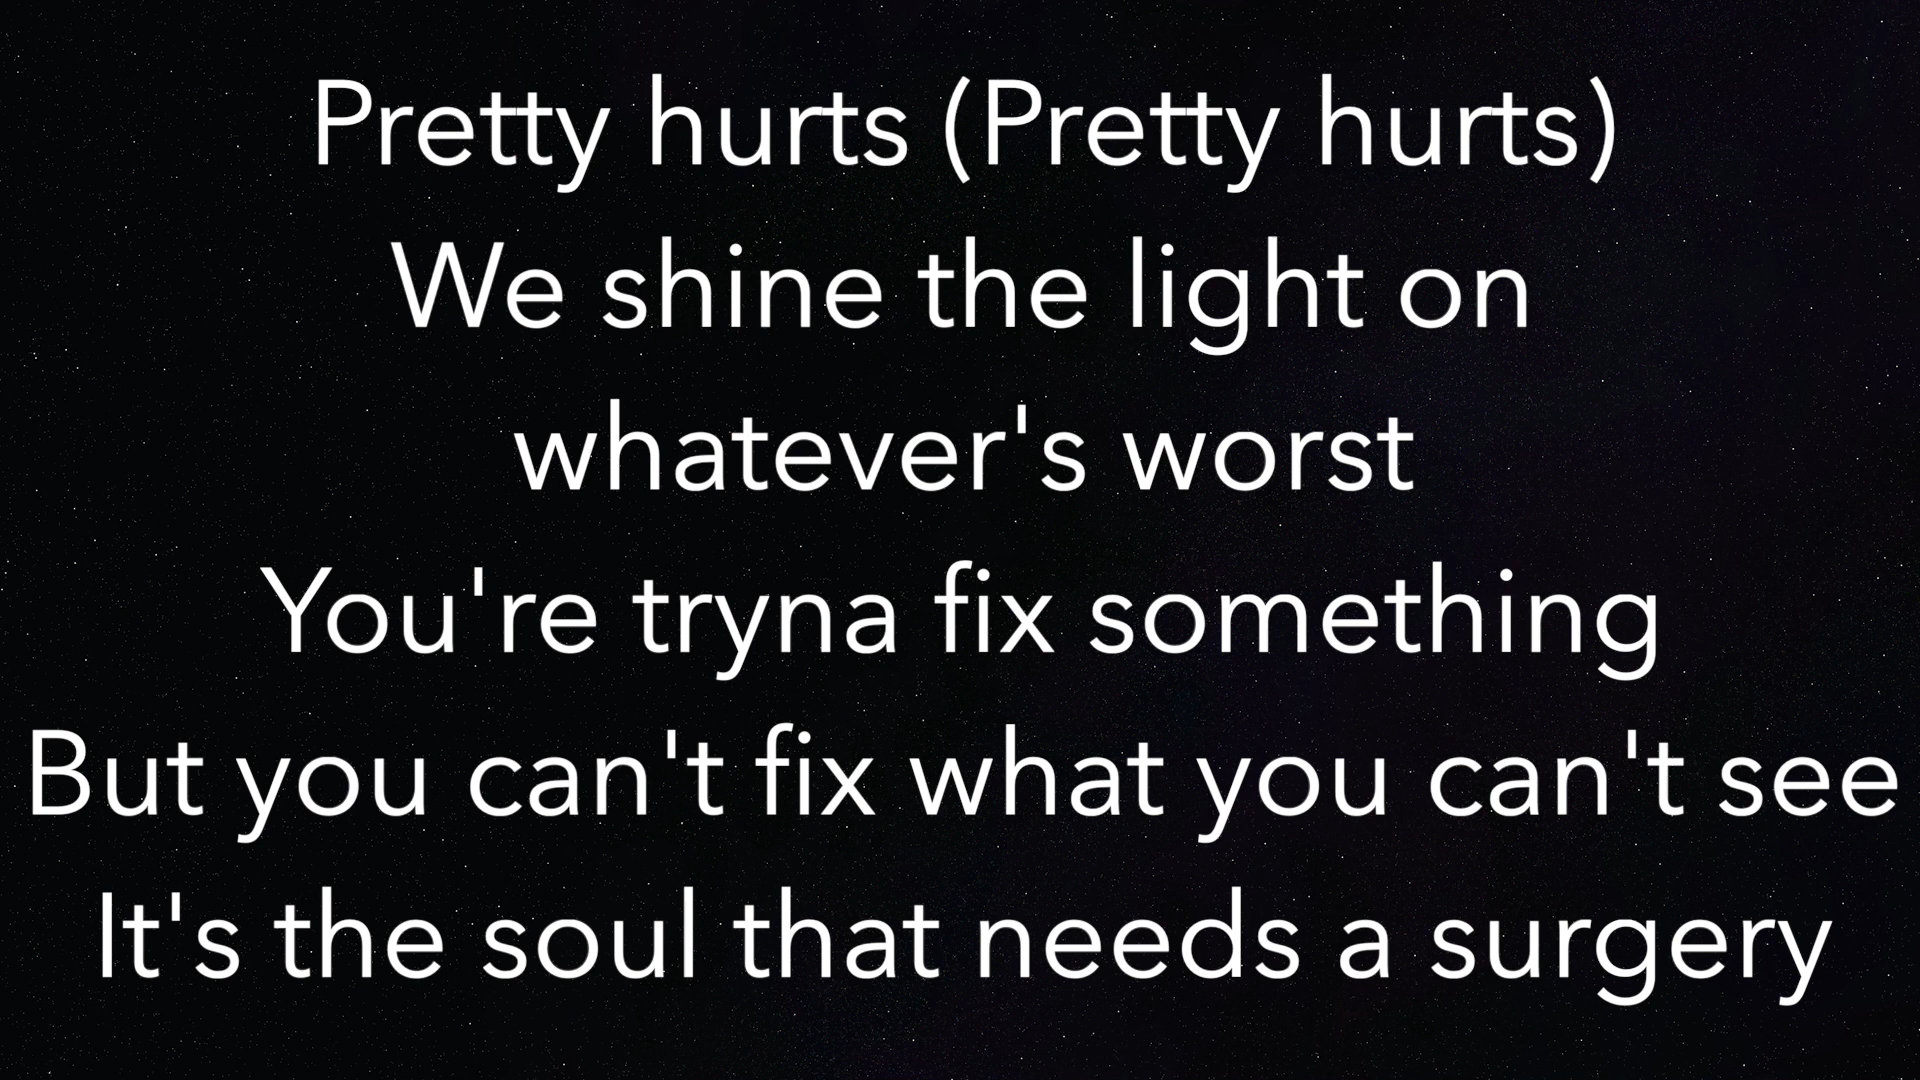 Pretty hurts (Pretty hurts)
We shine the light on
whatever's worst
You're tryna fix something
But you can't fix what you can't see
It's the soul that needs a surgery